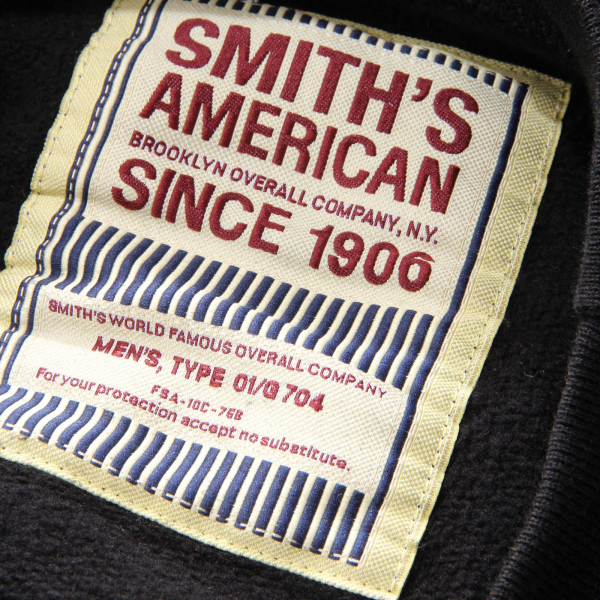 SMITH'S
AMERICAN
BROOKLYN OVERALL COMPANY, N.Y.
SINCE 1906
SMITH'S WORLD FAMOUS OVERALL COMPANY
MEN'S, TYPE 01/G 704
FSA-10C-76B
For your protection accept no substitute.